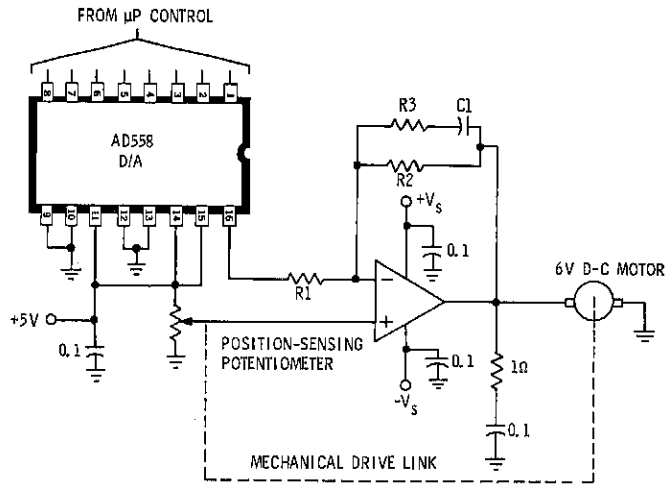 FROM µP CONTROL
8 7 6 5 4 3 2 1
AD558
D/A
9 10 11 12 13 14 15 16
R3
C1
R2
+Vs
0.1
6V D-C MOTOR
R1
−
+
+5V
0.1
POSITION-SENSING
POTENTIOMETER
0.1
−Vs
1Ω
0.1
MECHANICAL DRIVE LINK